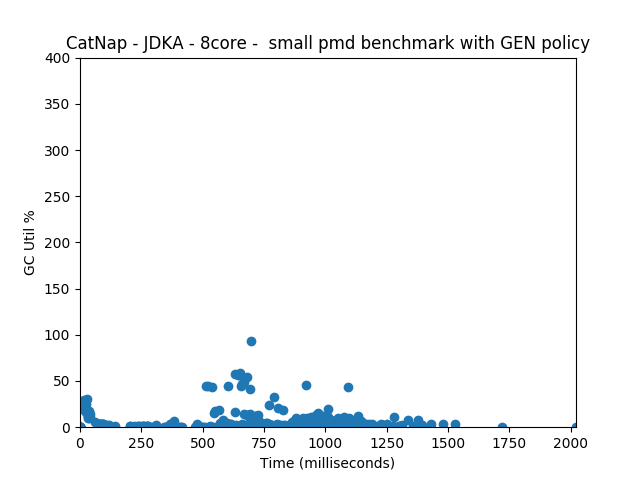 CatNap - JDKA - 8core -  small pmd benchmark with GEN policy
400
350
300
250
200
150
100
50
0
GC Util %
0 250 500 750 1000 1250 1500 1750 2000
Time (milliseconds)